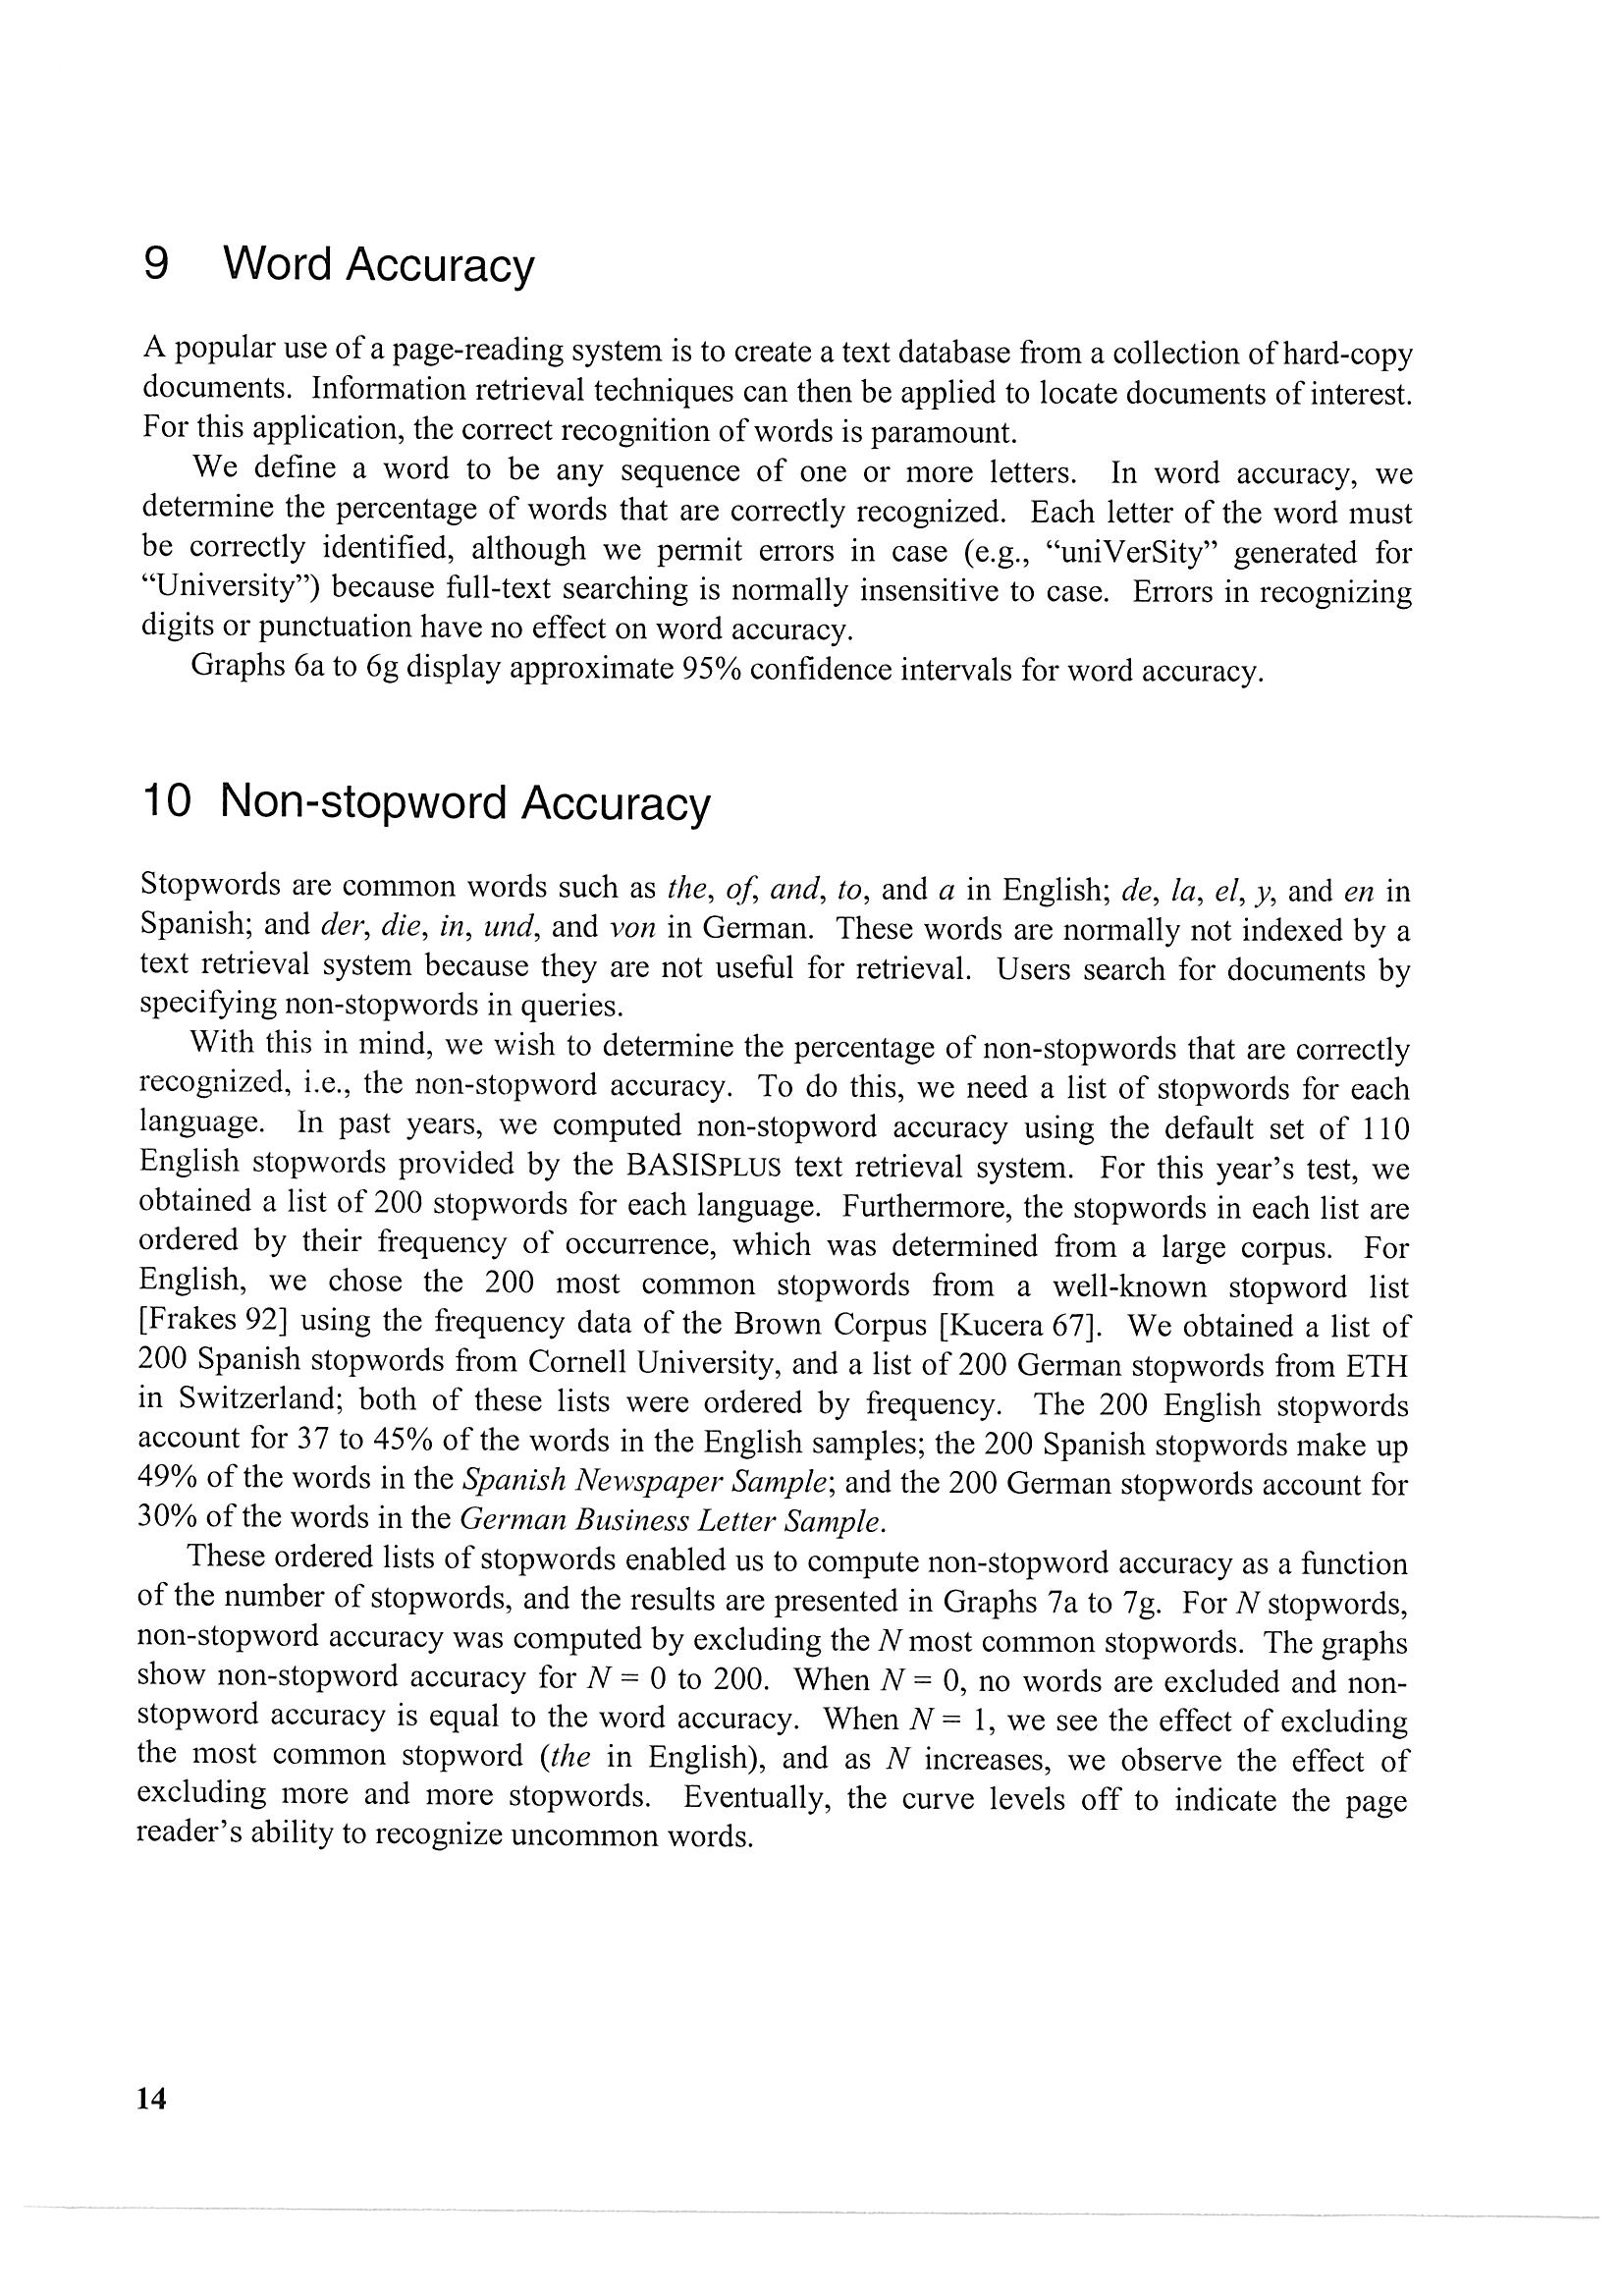 9 Word Accuracy
A popular use of a page-reading system is to create a text database from a collection of hard-copy
documents. Information retrieval techniques can then be applied to locate documents of interest.
For this application, the correct recognition of words is paramount.
We define a word to be any sequence of one or more letters. In word accuracy, we
determine the percentage of words that are correctly recognized. Each letter of the word must
be correctly identified, although we permit errors in case (e.g., “uniVerSity” generated for
“University”) because full-text searching is normally insensitive to case. Errors in recognizing
digits or punctuation have no effect on word accuracy.
Graphs 6a to 6g display approximate 95% confidence intervals for word accuracy.
10 Non-stopword Accuracy
Stopwords are common words such as the, of, and, to, and a in English; de, la, el, y, and en in
Spanish; and der, die, in, und, and von in German. These words are normally not indexed by a
text retrieval system because they are not useful for retrieval. Users search for documents by
specifying non-stopwords in queries.
With this in mind, we wish to determine the percentage of non-stopwords that are correctly
recognized, i.e., the non-stopword accuracy. To do this, we need a list of stopwords for each
language. In past years, we computed non-stopword accuracy using the default set of 110
English stopwords provided by the BASISPLUS text retrieval system. For this year’s test, we
obtained a list of 200 stopwords for each language. Furthermore, the stopwords in each list are
ordered by their frequency of occurrence, which was determined from a large corpus. For
English, we chose the 200 most common stopwords from a well-known stopword list
[Frakes 92] using the frequency data of the Brown Corpus [Kucera 67]. We obtained a list of
200 Spanish stopwords from Cornell University, and a list of 200 German stopwords from ETH
in Switzerland; both of these lists were ordered by frequency. The 200 English stopwords
account for 37 to 45% of the words in the English samples; the 200 Spanish stopwords make up
49% of the words in the Spanish Newspaper Sample; and the 200 German stopwords account for
30% of the words in the German Business Letter Sample.
These ordered lists of stopwords enabled us to compute non-stopword accuracy as a function
of the number of stopwords, and the results are presented in Graphs 7a to 7g. For N stopwords,
non-stopword accuracy was computed by excluding the N most common stopwords. The graphs
show non-stopword accuracy for N = 0 to 200. When N = 0, no words are excluded and non-
stopword accuracy is equal to the word accuracy. When N = 1, we see the effect of excluding
the most common stopword (the in English), and as N increases, we observe the effect of
excluding more and more stopwords. Eventually, the curve levels off to indicate the page
reader’s ability to recognize uncommon words.
14